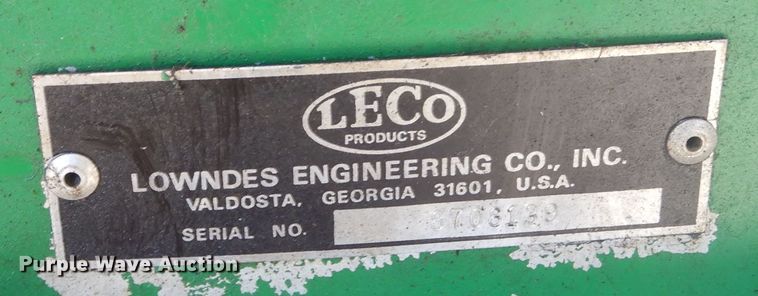 LECO
PRODUCTS
LOWNDES ENGINEERING CO., INC.
VALDOSTA, GEORGIA 31601, U.S.A.
SERIAL NO.
Purple Wave Auction